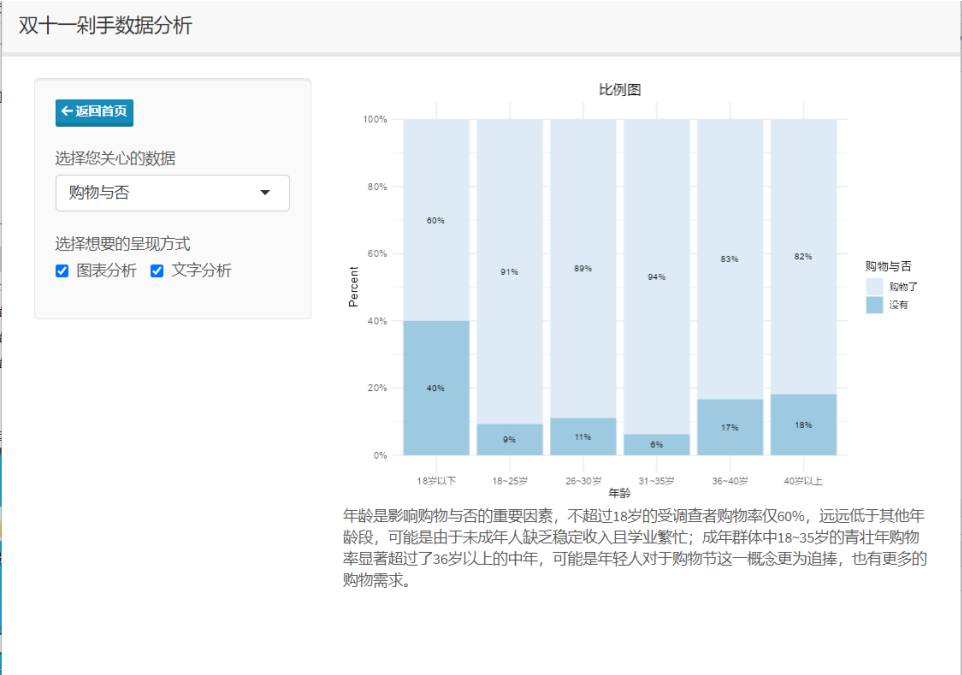 双十一剁手数据分析
返回首页
选择您关心的数据
购物与否
选择想要的呈现方式
图表分析 文字分析
比例图
100%
80%
60%
40%
20%
0%
Percent
60%
91%
89%
94%
83%
82%
40%
9%
11%
6%
17%
18%
18岁以下
18~25岁
26~30岁
31~35岁
36~40岁
40岁以上
年龄
购物与否
购物了
没有
年龄是影响购物与否的重要因素，不超过18岁的受调查者购物率仅60%，远远低于其他年
龄段，可能是由于未成年人缺乏稳定收入且学业繁忙；成年群体中18~35岁的青壮年购物
率显著超过了36岁以上的中年，可能是年轻人对于购物节这一概念更为追捧，也有更多的
购物需求。